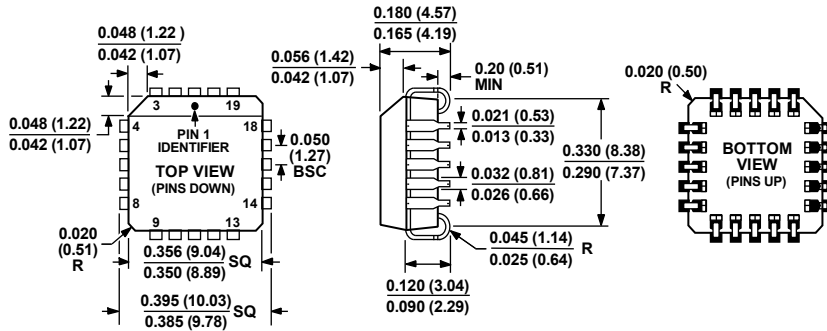 0.048 (1.22 )
0.042 (1.07)
0.048 (1.22)
0.042 (1.07)
3
19
4
18
PIN 1
IDENTIFIER
TOP VIEW
(PINS DOWN)
8
14
9
13
0.050
(1.27)
BSC
0.020
(0.51)
R
0.356 (9.04)
0.350 (8.89)
SQ
0.395 (10.03)
0.385 (9.78)
SQ
0.180 (4.57)
0.165 (4.19)
0.056 (1.42)
0.042 (1.07)
0.20 (0.51)
MIN
0.021 (0.53)
0.013 (0.33)
0.032 (0.81)
0.026 (0.66)
0.330 (8.38)
0.290 (7.37)
0.045 (1.14)
0.025 (0.64)
R
0.120 (3.04)
0.090 (2.29)
0.020 (0.50)
R
BOTTOM
VIEW
(PINS UP)